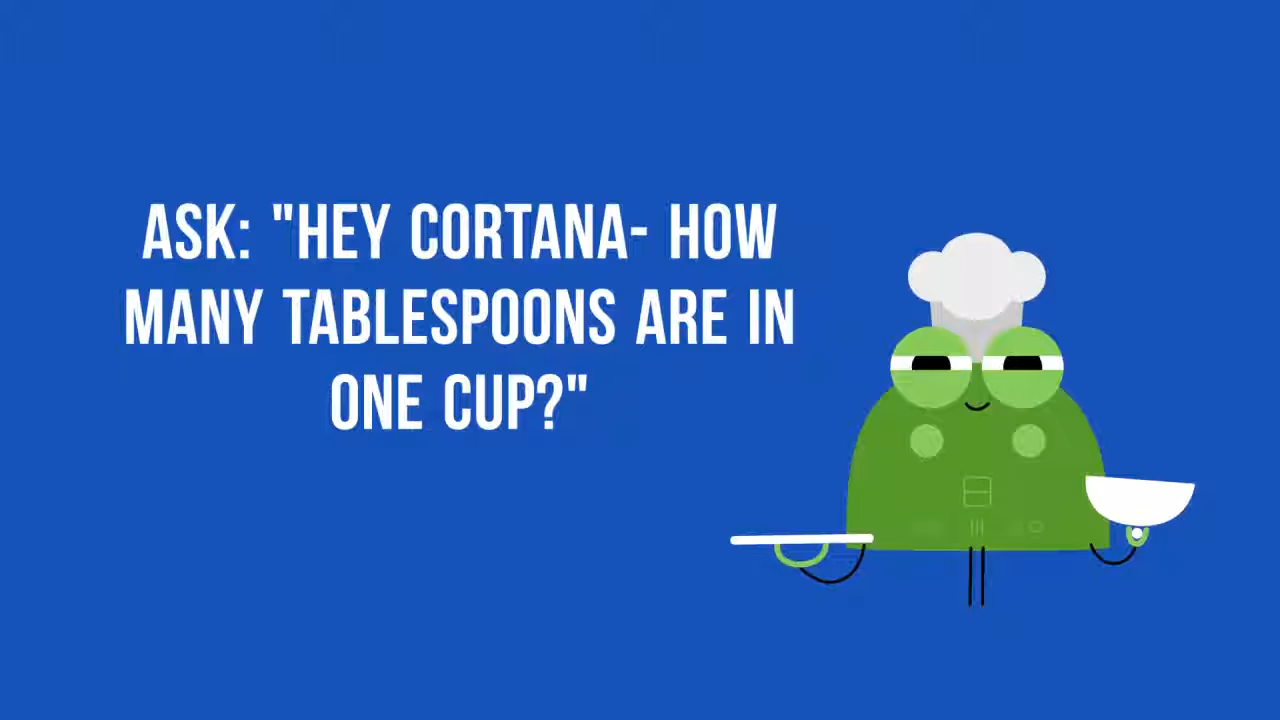 ASK: "HEY CORTANA- HOW
MANY TABLESPOONS ARE IN
ONE CUP?"